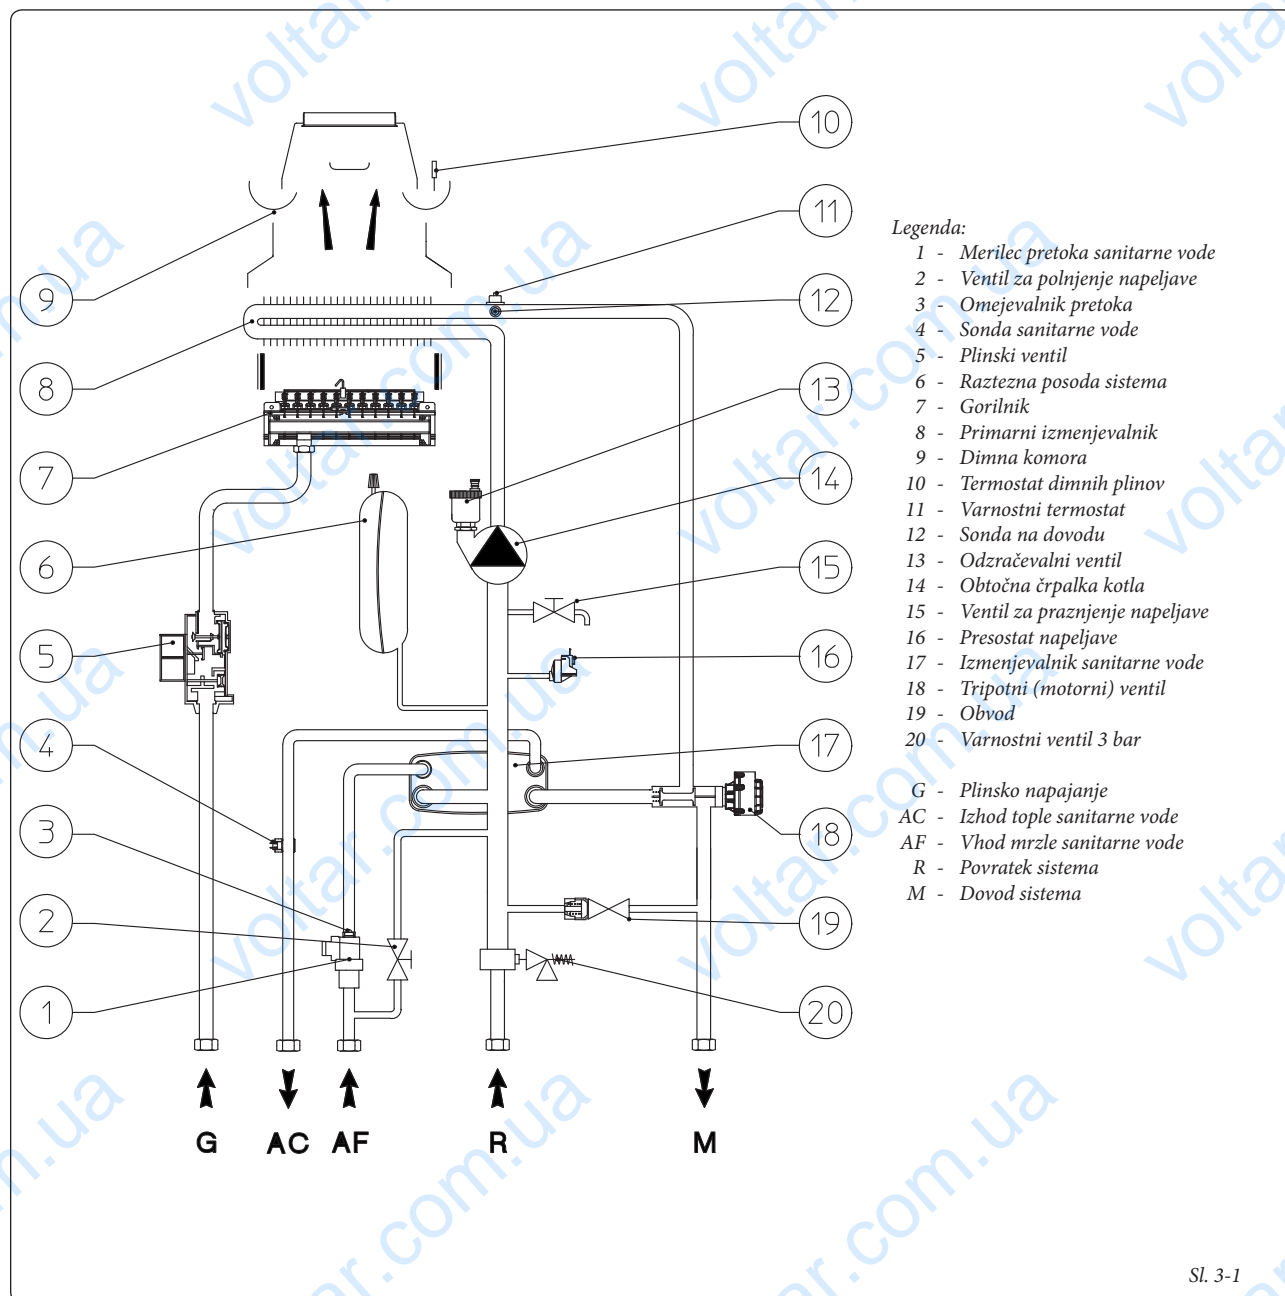 10
11
12
13
14
15
16
17
18
19
20
9
8
7
6
5
4
3
2
1
G
AC
AF
R
M
Legenda:
1 - Merilec pretoka sanitarne vode
2 - Ventil za polnjenje napeljave
3 - Omejevalnik pretoka
4 - Sonda sanitarne vode
5 - Plinski ventil
6 - Raztezna posoda sistema
7 - Gorilnik
8 - Primarni izmenjevalnik
9 - Dimna komora
10 - Termostat dimnih plinov
11 - Varnostni termostat
12 - Sonda na dovodu
13 - Odzračevalni ventil
14 - Obtočna črpalka kotla
15 - Ventil za praznjenje napeljave
16 - Presostat napeljave
17 - Izmenjevalnik sanitarne vode
18 - Tripotni (motorni) ventil
19 - Obvod
20 - Varnostni ventil 3 bar
G - Plinsko napajanje
AC - Izhod tople sanitarne vode
AF - Vhod mrzle sanitarne vode
R - Povratek sistema
M - Dovod sistema
Sl. 3-1
voltar.com.ua